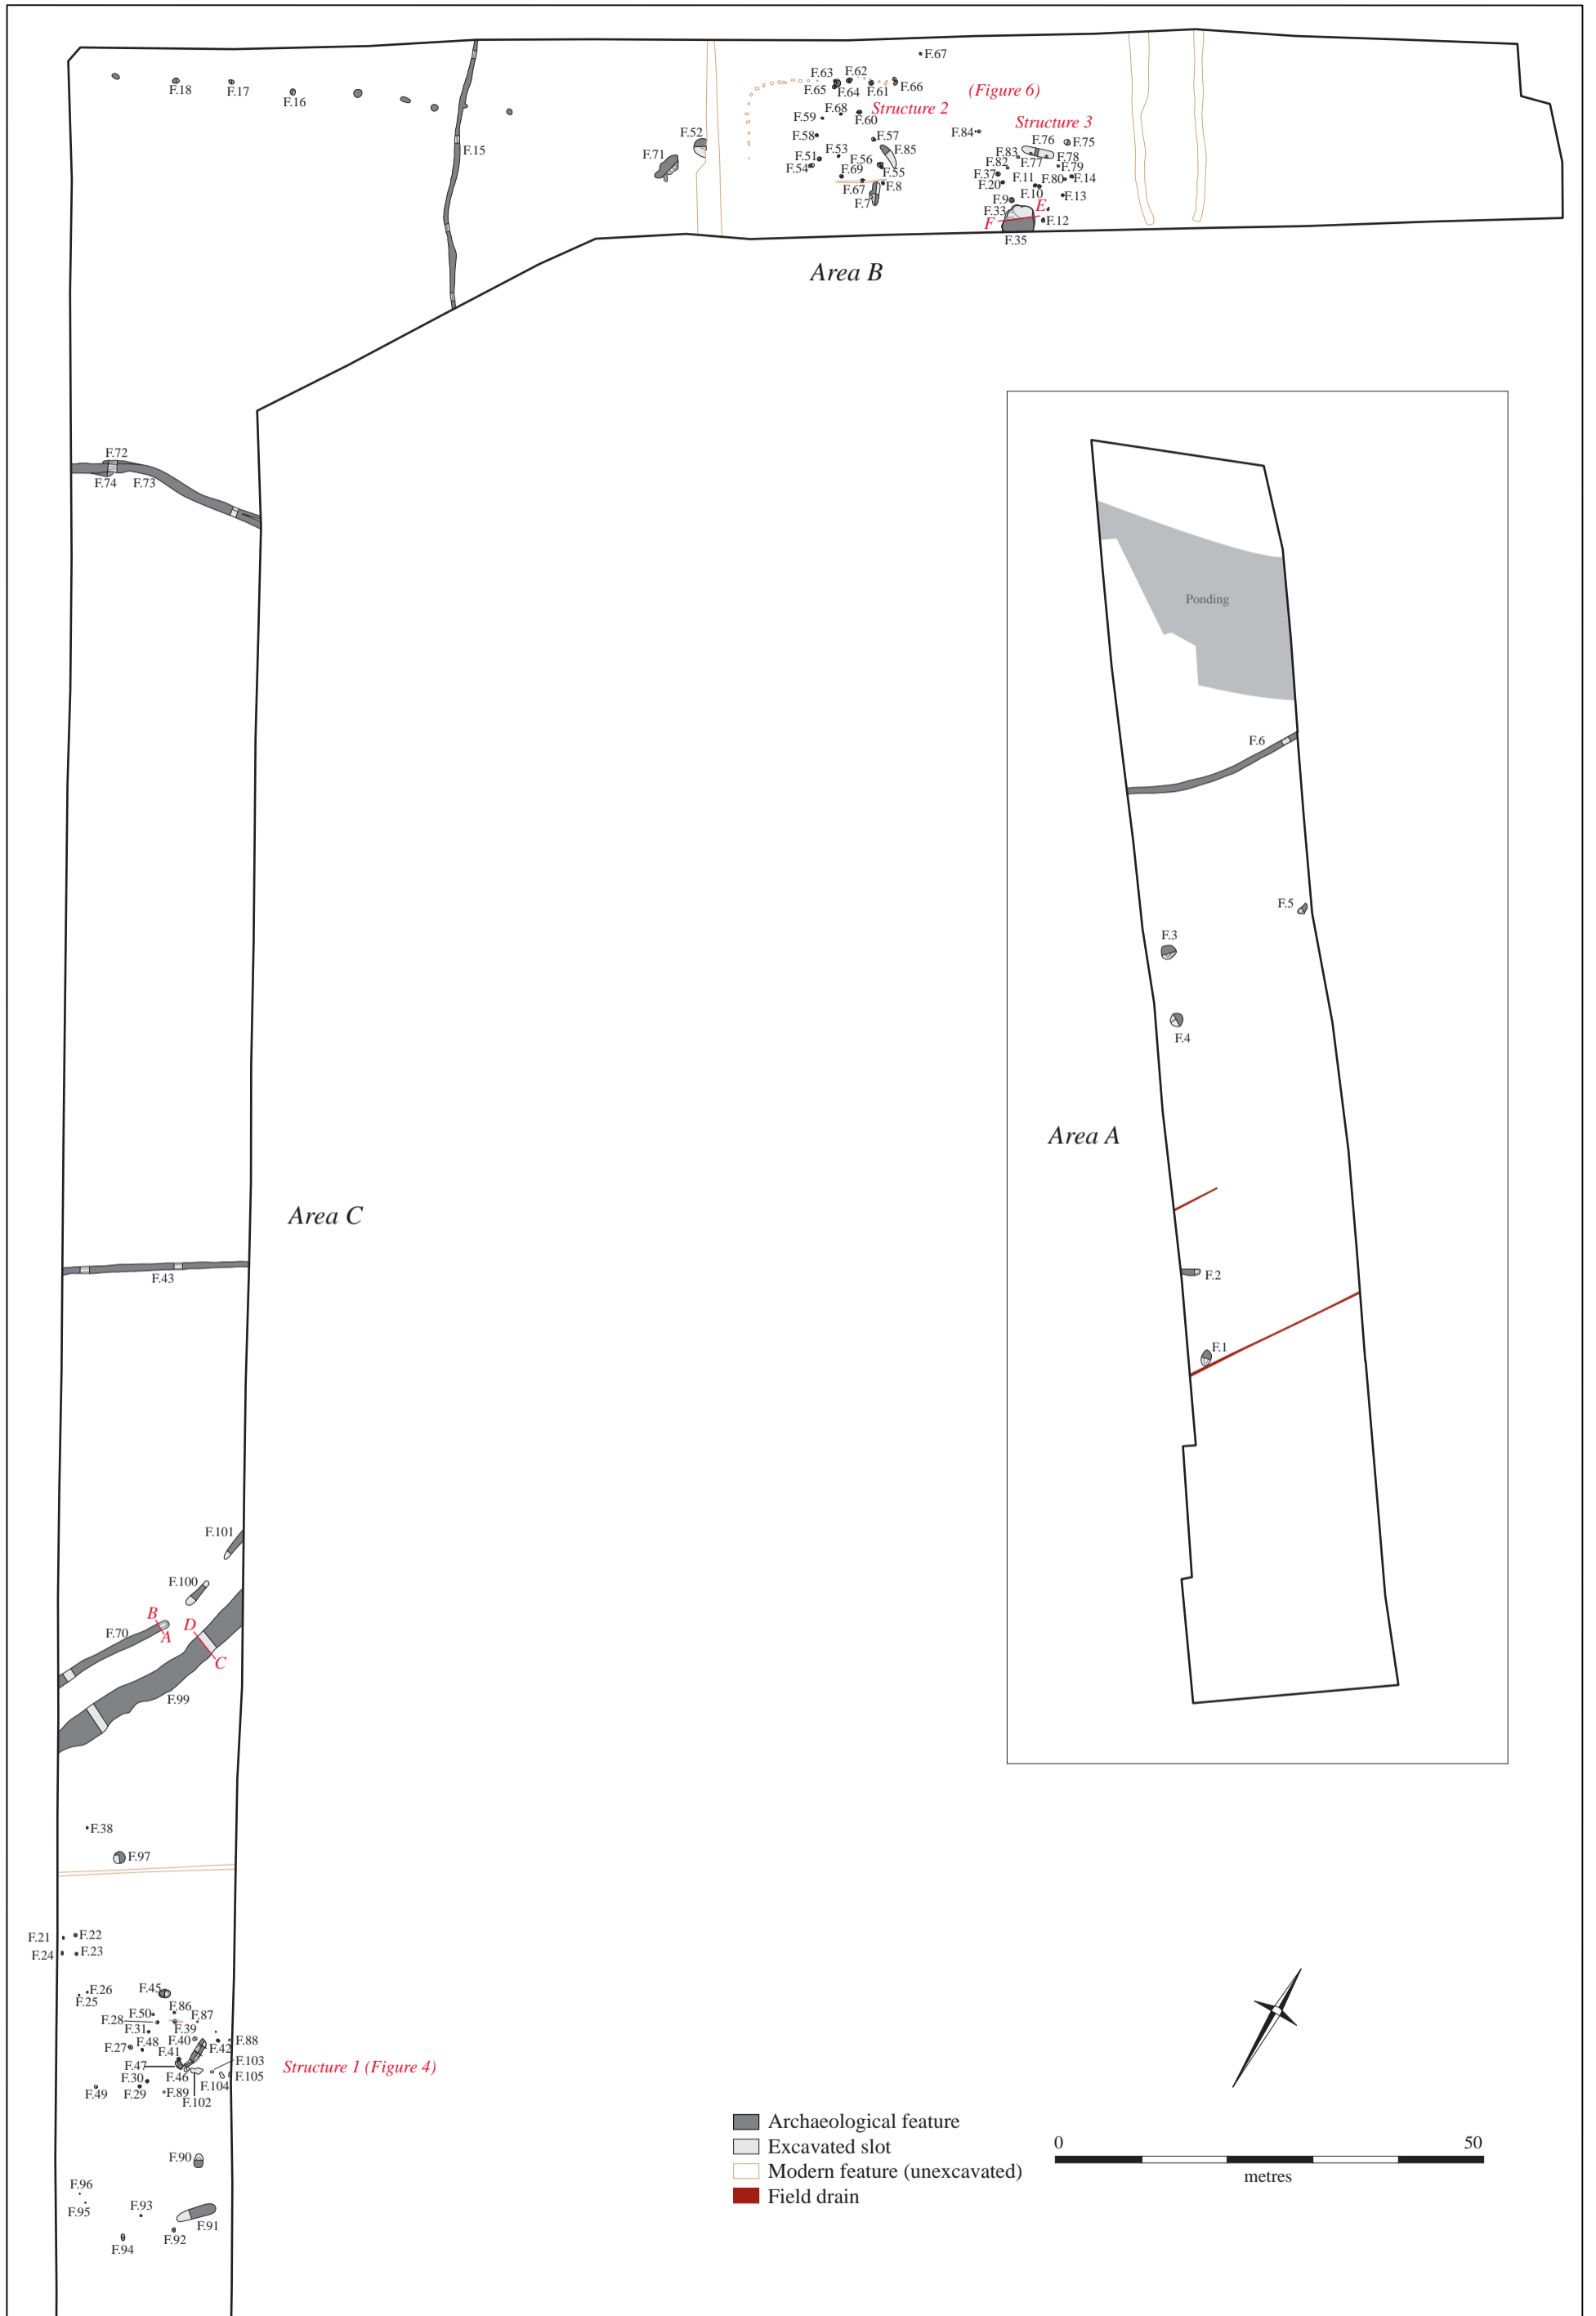 F.67
F.63
F.62
F.18
F.17
F.16
F.65
F.64
F.61
F.66
(Figure 6)
Structure 2
F.68
F.59
F.60
Structure 3
F.84
F.52
F.58
F.57
F.76
F.75
F.15
F.71
F.51
F.53
F.85
F.83
F.78
F.54
F.56
F.82
F.77
F.79
F.69
F.55
F.37
F.11
F.80
F.14
F.20
F.67
F.8
F.10
F.13
F.7
F.9
E
F.33
F
F.12
F.35
Area B
F.72
F.74
F.73
Ponding
F.6
F.5
F.3
F.4
Area A
Area C
F.43
F.2
F.1
F.101
F.100
B
D
F.70
A
C
F.99
F.38
F.97
F.21
F.22
F.24
F.23
F.26
F.45
F.25
F.86
F.50
F.87
F.28
F.31
F.39
F.48
F.40
F.88
F.27
F.41
F.42
F.47
F.103
Structure 1 (Figure 4)
F.30
F.46
F.105
F.49
F.29
F.89
F.104
F.102
F.90
F.96
F.95
F.93
F.91
F.92
F.94
Archaeological feature
Excavated slot
Modern feature (unexcavated)
Field drain
0
50
metres